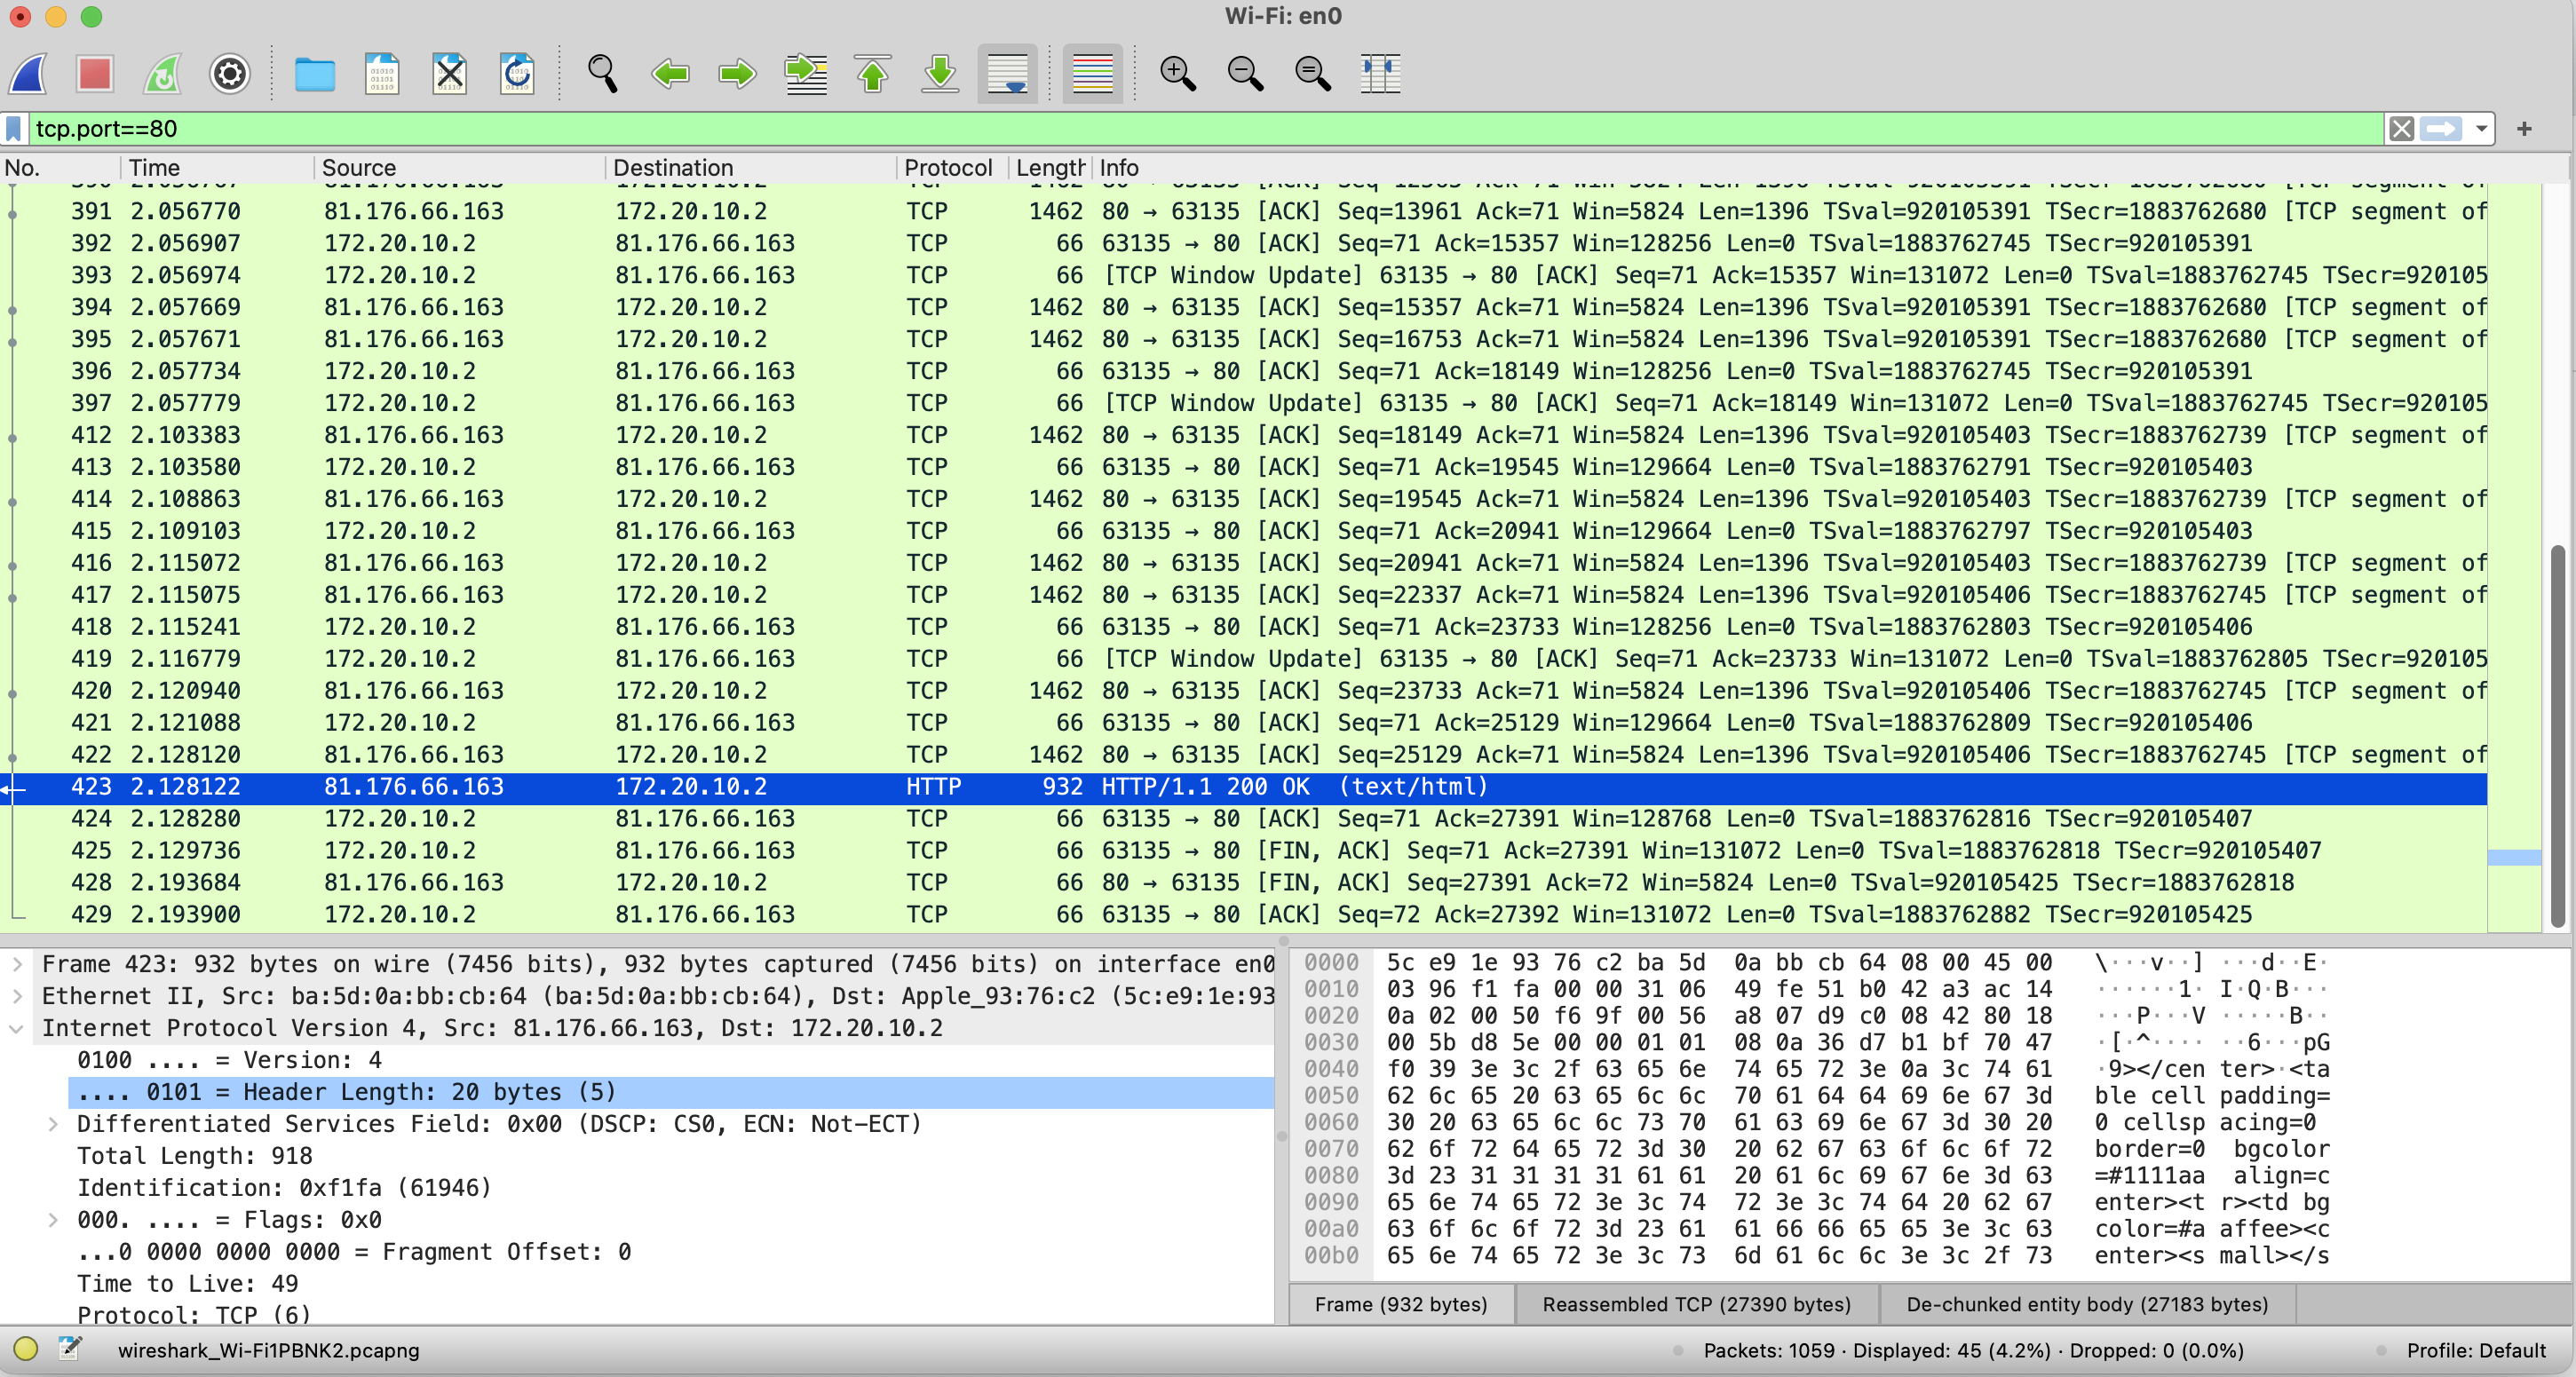 Wi-Fi: en0
tcp.port==80
No. Time Source Destination Protocol Length Info
391 2.056770 81.176.66.163 172.20.10.2 TCP 1462 80 → 63135 [ACK] Seq=13961 Ack=71 Win=5824 Len=1396 TSval=920105391 TSecr=1883762680 [TCP segment of
392 2.056907 172.20.10.2 81.176.66.163 TCP 66 63135 → 80 [ACK] Seq=71 Ack=15357 Win=128256 Len=0 TSval=1883762745 TSecr=920105391
393 2.056974 172.20.10.2 81.176.66.163 TCP 66 [TCP Window Update] 63135 → 80 [ACK] Seq=71 Ack=15357 Win=131072 Len=0 TSval=1883762745 TSecr=920105
394 2.057669 81.176.66.163 172.20.10.2 TCP 1462 80 → 63135 [ACK] Seq=15357 Ack=71 Win=5824 Len=1396 TSval=920105391 TSecr=1883762680 [TCP segment of
395 2.057671 81.176.66.163 172.20.10.2 TCP 1462 80 → 63135 [ACK] Seq=16753 Ack=71 Win=5824 Len=1396 TSval=920105391 TSecr=1883762680 [TCP segment of
396 2.057734 172.20.10.2 81.176.66.163 TCP 66 63135 → 80 [ACK] Seq=71 Ack=18149 Win=128256 Len=0 TSval=1883762745 TSecr=920105391
397 2.057779 172.20.10.2 81.176.66.163 TCP 66 [TCP Window Update] 63135 → 80 [ACK] Seq=71 Ack=18149 Win=131072 Len=0 TSval=1883762745 TSecr=920105
412 2.103383 81.176.66.163 172.20.10.2 TCP 1462 80 → 63135 [ACK] Seq=18149 Ack=71 Win=5824 Len=1396 TSval=920105403 TSecr=1883762739 [TCP segment of
413 2.103580 172.20.10.2 81.176.66.163 TCP 66 63135 → 80 [ACK] Seq=71 Ack=19545 Win=129664 Len=0 TSval=1883762791 TSecr=920105403
414 2.108863 81.176.66.163 172.20.10.2 TCP 1462 80 → 63135 [ACK] Seq=19545 Ack=71 Win=5824 Len=1396 TSval=920105403 TSecr=1883762739 [TCP segment of
415 2.109103 172.20.10.2 81.176.66.163 TCP 66 63135 → 80 [ACK] Seq=71 Ack=20941 Win=129664 Len=0 TSval=1883762797 TSecr=920105403
416 2.115072 81.176.66.163 172.20.10.2 TCP 1462 80 → 63135 [ACK] Seq=20941 Ack=71 Win=5824 Len=1396 TSval=920105403 TSecr=1883762739 [TCP segment of
417 2.115075 81.176.66.163 172.20.10.2 TCP 1462 80 → 63135 [ACK] Seq=22337 Ack=71 Win=5824 Len=1396 TSval=920105406 TSecr=1883762745 [TCP segment of
418 2.115241 172.20.10.2 81.176.66.163 TCP 66 63135 → 80 [ACK] Seq=71 Ack=23733 Win=128256 Len=0 TSval=1883762803 TSecr=920105406
419 2.116779 172.20.10.2 81.176.66.163 TCP 66 [TCP Window Update] 63135 → 80 [ACK] Seq=71 Ack=23733 Win=131072 Len=0 TSval=1883762805 TSecr=920105
420 2.120940 81.176.66.163 172.20.10.2 TCP 1462 80 → 63135 [ACK] Seq=23733 Ack=71 Win=5824 Len=1396 TSval=920105406 TSecr=1883762745 [TCP segment of
421 2.121088 172.20.10.2 81.176.66.163 TCP 66 63135 → 80 [ACK] Seq=71 Ack=25129 Win=129664 Len=0 TSval=1883762809 TSecr=920105406
422 2.128120 81.176.66.163 172.20.10.2 TCP 1462 80 → 63135 [ACK] Seq=25129 Ack=71 Win=5824 Len=1396 TSval=920105406 TSecr=1883762745 [TCP segment of
423 2.128122 81.176.66.163 172.20.10.2 HTTP 932 HTTP/1.1 200 OK (text/html)
424 2.128280 172.20.10.2 81.176.66.163 TCP 66 63135 → 80 [ACK] Seq=71 Ack=27391 Win=128768 Len=0 TSval=1883762816 TSecr=920105407
425 2.129736 172.20.10.2 81.176.66.163 TCP 66 63135 → 80 [FIN, ACK] Seq=71 Ack=27391 Win=131072 Len=0 TSval=1883762818 TSecr=920105407
428 2.193684 81.176.66.163 172.20.10.2 TCP 66 80 → 63135 [FIN, ACK] Seq=27391 Ack=72 Win=5824 Len=0 TSval=920105425 TSecr=1883762818
429 2.193900 172.20.10.2 81.176.66.163 TCP 66 63135 → 80 [ACK] Seq=72 Ack=27392 Win=131072 Len=0 TSval=1883762882 TSecr=920105425
Frame 423: 932 bytes on wire (7456 bits), 932 bytes captured (7456 bits) on interface en0
Ethernet II, Src: ba:5d:0a:bb:cb:64 (ba:5d:0a:bb:cb:64), Dst: Apple_93:76:c2 (5c:e9:1e:93
Internet Protocol Version 4, Src: 81.176.66.163, Dst: 172.20.10.2
0100 .... = Version: 4
.... 0101 = Header Length: 20 bytes (5)
Differentiated Services Field: 0x00 (DSCP: CS0, ECN: Not-ECT)
Total Length: 918
Identification: 0xf1fa (61946)
000. .... = Flags: 0x0
...0 0000 0000 0000 = Fragment Offset: 0
Time to Live: 49
Protocol: TCP (6)
0000 5c e9 1e 93 76 c2 ba 5d 0a bb cb 64 08 00 45 00 \···v··] ···d··E·
0010 03 96 f1 fa 00 00 31 06 49 fe 51 b0 42 a3 ac 14 ······1· I·Q·B···
0020 0a 02 00 50 f6 9f 00 56 a8 07 d9 c0 08 42 80 18 ···P···V ·····B··
0030 00 5b d8 5e 00 00 01 01 08 0a 36 d7 b1 bf 70 47 ·[·^···· ··6···pG
0040 f0 39 3e 3c 2f 63 65 6e 74 65 72 3e 0a 3c 74 61 ·9></cen ter>·<ta
0050 62 6c 65 20 63 65 6c 6c 70 61 64 64 69 6e 67 3d ble cell padding=
0060 30 20 63 65 6c 6c 73 70 61 63 69 6e 67 3d 30 20 0 cellsp acing=0
0070 62 6f 72 64 65 72 3d 30 20 62 67 63 6f 6c 6f 72 border=0 bgcolor
0080 3d 23 31 31 31 31 61 61 20 61 6c 69 67 6e 3d 63 =#1111aa align=c
0090 65 6e 74 65 72 3e 3c 74 72 3e 3c 74 64 20 62 67 enter><t r><td bg
00a0 63 6f 6c 6f 72 3d 23 61 61 66 66 65 65 3e 3c 63 color=#a affee><c
00b0 65 6e 74 65 72 3e 3c 73 6d 61 6c 6c 3e 3c 2f 73 enter><s mall></s
Frame (932 bytes) Reassembled TCP (27390 bytes) De-chunked entity body (27183 bytes)
wireshark_Wi-Fi1PBNK2.pcapng Packets: 1059 · Displayed: 45 (4.2%) · Dropped: 0 (0.0%) Profile: Default